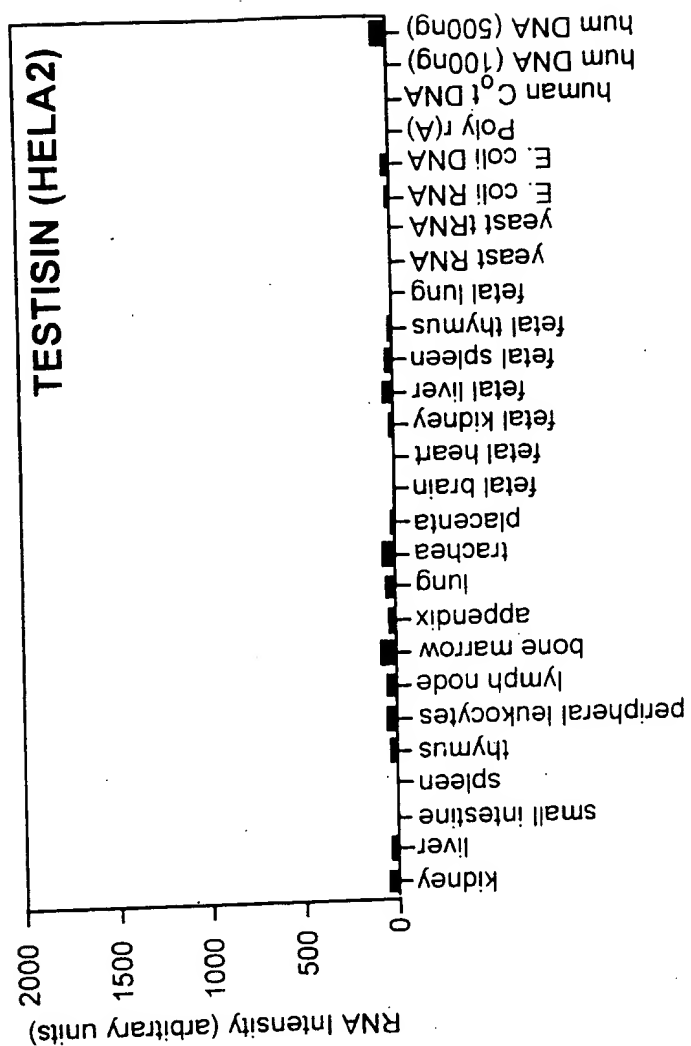 TESTISIN (HELA2)
RNA Intensity (arbitrary units)
2000
1500
1000
500
0
kidney
liver
small intestine
spleen
thymus
peripheral leukocytes
lymph node
bone marrow
appendix
lung
trachea
placenta
fetal brain
fetal heart
fetal kidney
fetal liver
fetal spleen
fetal thymus
fetal lung
yeast RNA
yeast tRNA
E. coli RNA
E. coli DNA
Poly r(A)
human Cot DNA
hum DNA (100ng)
hum DNA (500ng)